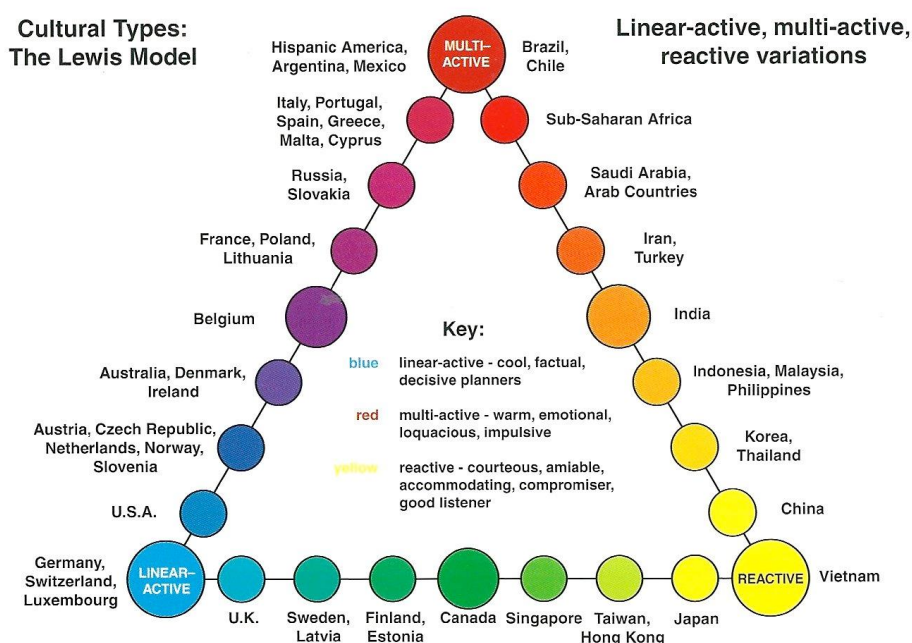 Cultural Types:
The Lewis Model
Linear-active, multi-active,
reactive variations
Hispanic America,
Argentina, Mexico
MULTI–
ACTIVE
Brazil,
Chile
Italy, Portugal,
Spain, Greece,
Malta, Cyprus
Sub-Saharan Africa
Russia,
Slovakia
Saudi Arabia,
Arab Countries
France, Poland,
Lithuania
Iran,
Turkey
Belgium
India
Key:
blue linear-active - cool, factual,
decisive planners
red multi-active - warm, emotional,
loquacious, impulsive
yellow reactive - courteous, amiable,
accommodating, compromiser,
good listener
Australia, Denmark,
Ireland
Indonesia, Malaysia,
Philippines
Austria, Czech Republic,
Netherlands, Norway,
Slovenia
Korea,
Thailand
U.S.A.
China
Germany,
Switzerland,
Luxembourg
LINEAR–
ACTIVE
U.K.
Sweden,
Latvia
Finland,
Estonia
Canada
Singapore
Taiwan,
Hong Kong
Japan
REACTIVE
Vietnam